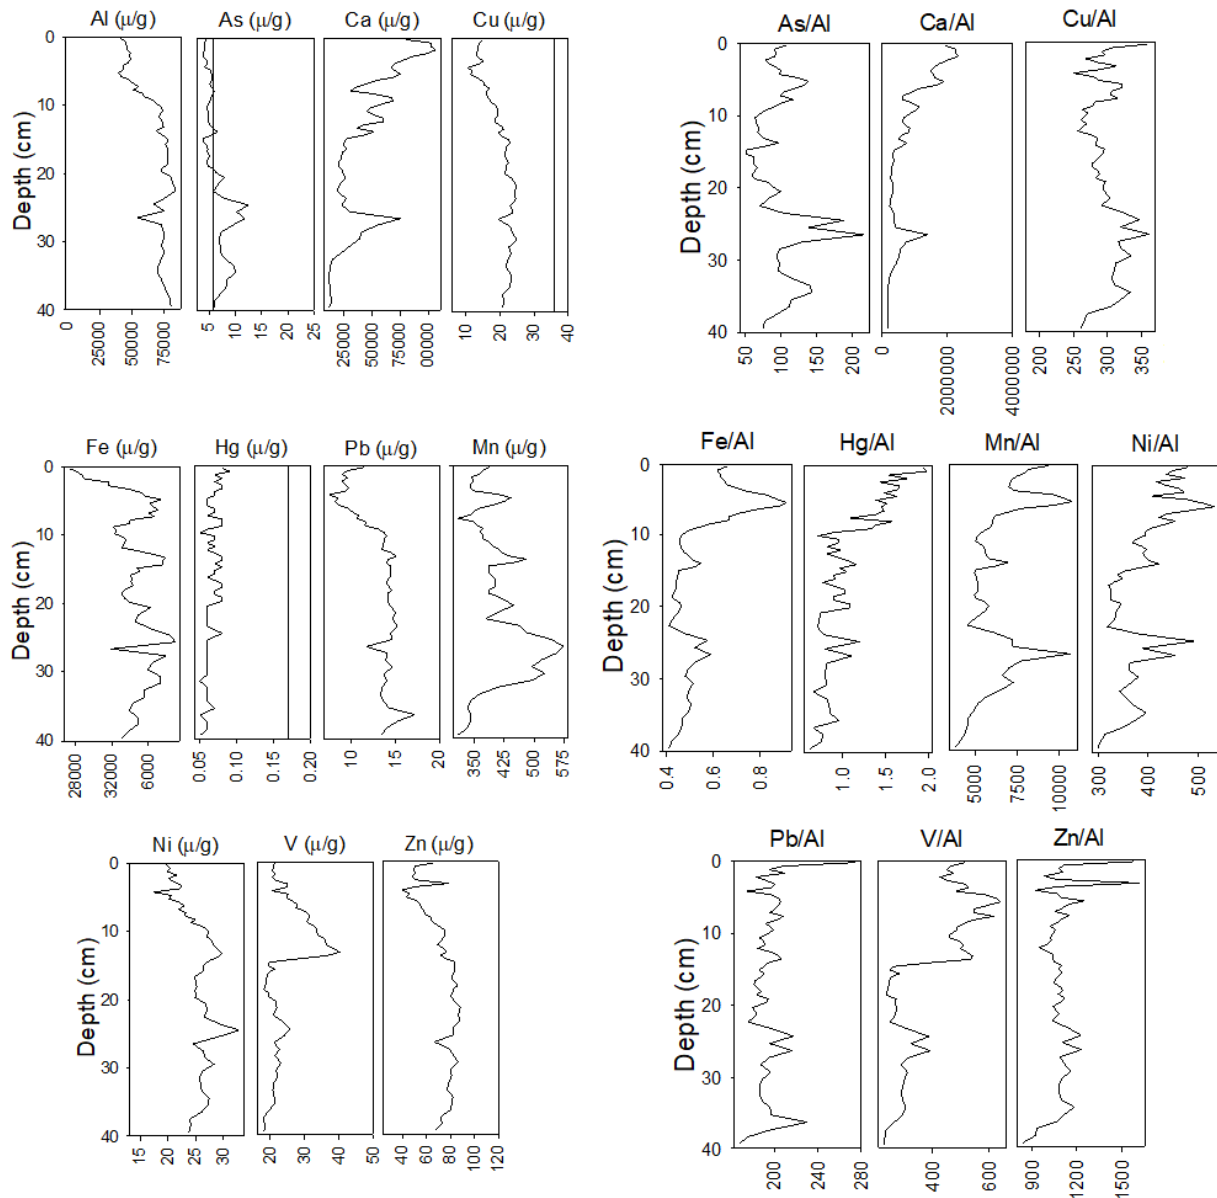 Al (μ/g) As (μ/g) Ca (μ/g) Cu (μ/g)
0
10
20
30
40
Depth (cm)
0 25000 50000 75000
5 10 15 20 25
25000 50000 75000 00000
10 20 30 40
As/Al Ca/Al Cu/Al
0
10
20
30
40
Depth (cm)
50 100 150 200
0 2000000 4000000
200 250 300 350
Fe (μ/g) Hg (μ/g) Pb (μ/g) Mn (μ/g)
0
10
20
30
40
Depth (cm)
28000 32000 6000
0.05 0.10 0.15 0.20
10 15 20
350 425 500 575
Fe/Al Hg/Al Mn/Al Ni/Al
0
10
20
30
40
Depth (cm)
0.4 0.6 0.8
1.0 1.5 2.0
5000 7500 10000
300 400 500
Ni (μ/g) V (μ/g) Zn (μ/g)
0
10
20
30
40
Depth (cm)
15 20 25 30
20 30 40 50
40 60 80 100 120
Pb/Al V/Al Zn/Al
0
10
20
30
40
Depth (cm)
200 230 280
400 600
900 1200 1500